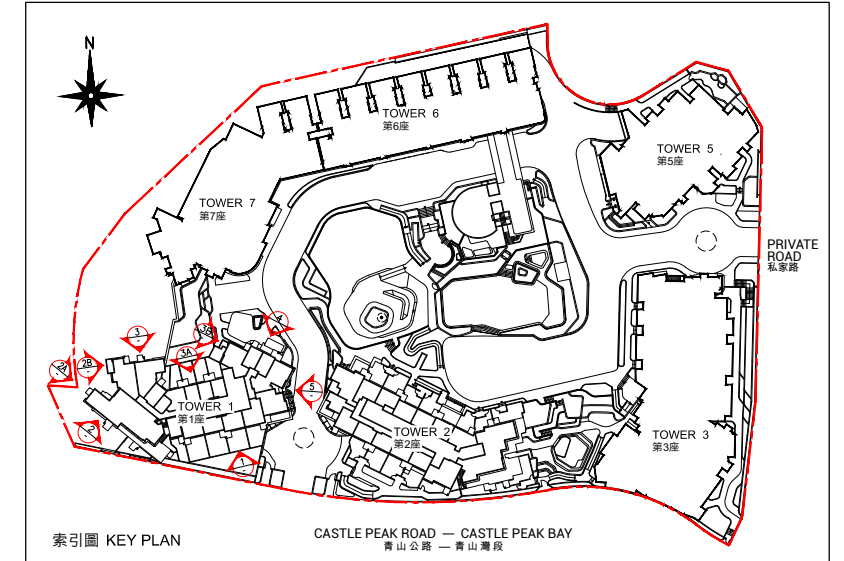 N
TOWER 6
第6座
TOWER 5
第5座
TOWER 7
第7座
PRIVATE
ROAD
私家路
3
-
3B
-
4
-
2A
-
2B
-
3A
-
5
-
TOWER 1
第1座
2
-
1
-
TOWER 2
第2座
TOWER 3
第3座
索引圖 KEY PLAN
CASTLE PEAK ROAD — CASTLE PEAK BAY
青山公路 — 青山灣段